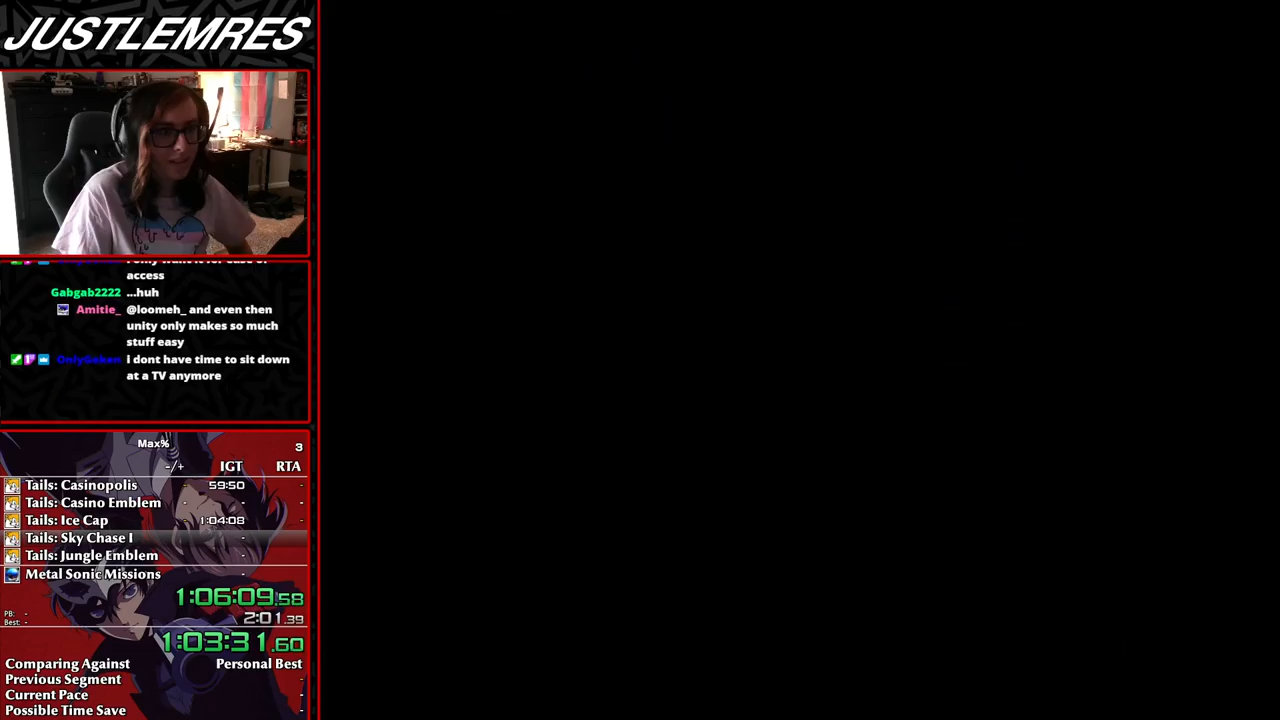 JUSTLEMRES
access
Gabgab2222 ...huh
Amitie_ @loomeh_ and even then
unity only makes so much
stuff easy
i dont have time to sit down
at a TV anymore
Max% 3
-/+ IGT RTA
Tails: Casinopolis - 59:50 -
Tails: Casino Emblem - - -
Tails: Ice Cap 1:04:08 -
Tails: Sky Chase I -
Tails: Jungle Emblem -
Metal Sonic Missions -
1:06:09.58
PB: -
Best: -
2:01.39
1:03:31.60
Comparing Against Personal Best
Previous Segment -
Current Pace -
Possible Time Save -